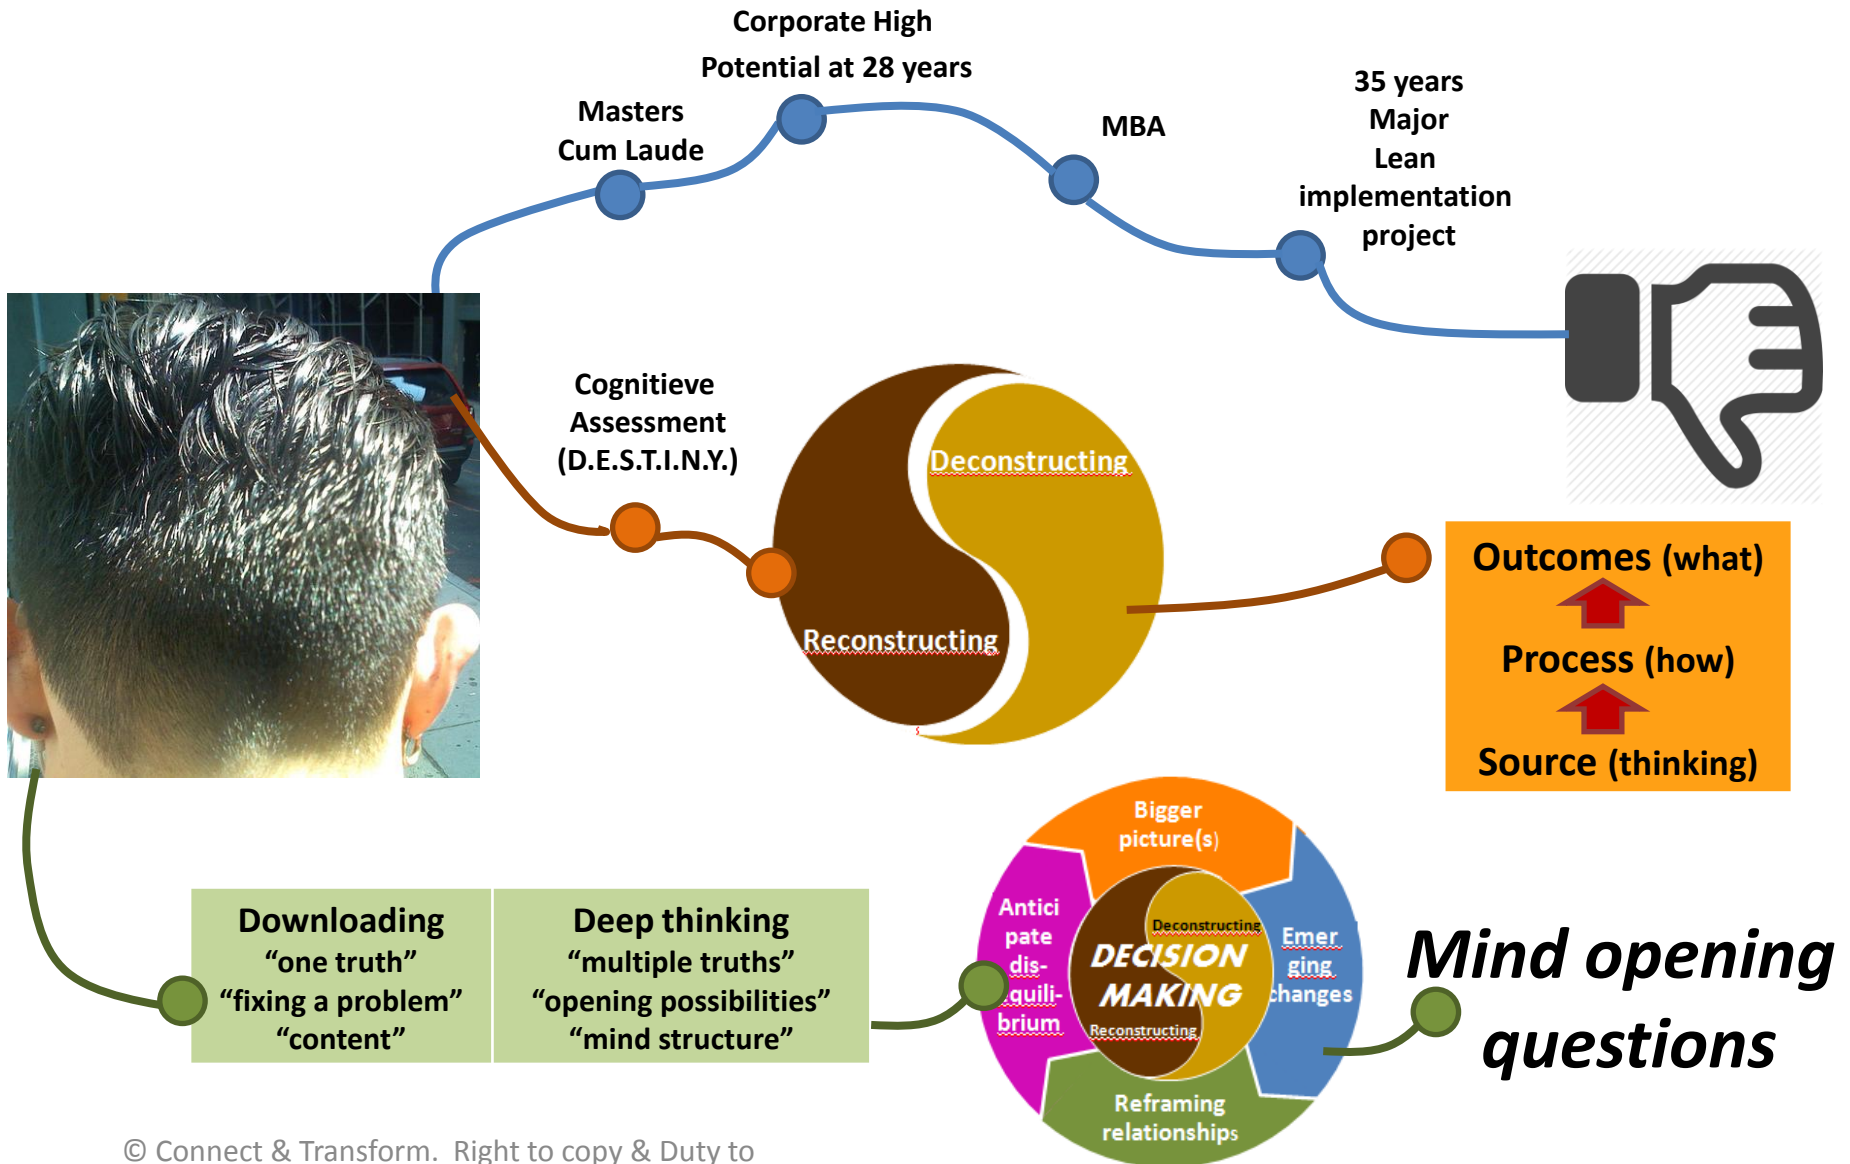 Corporate High
Potential at 28 years
Masters
Cum Laude
MBA
35 years
Major
Lean
implementation
project
Cognitieve
Assessment
(D.E.S.T.I.N.Y.)
Deconstructing
Reconstructing
Outcomes (what)
Process (how)
Source (thinking)
Downloading
“one truth”
“fixing a problem”
“content”
Deep thinking
“multiple truths”
“opening possibilities”
“mind structure”
Bigger
picture(s)
Antici
pate
dis-
equili-
brium
Deconstructing
DECISION
MAKING
Reconstructing
Emer
ging
changes
Reframing
relationships
Mind opening
questions
© Connect & Transform. Right to copy & Duty to